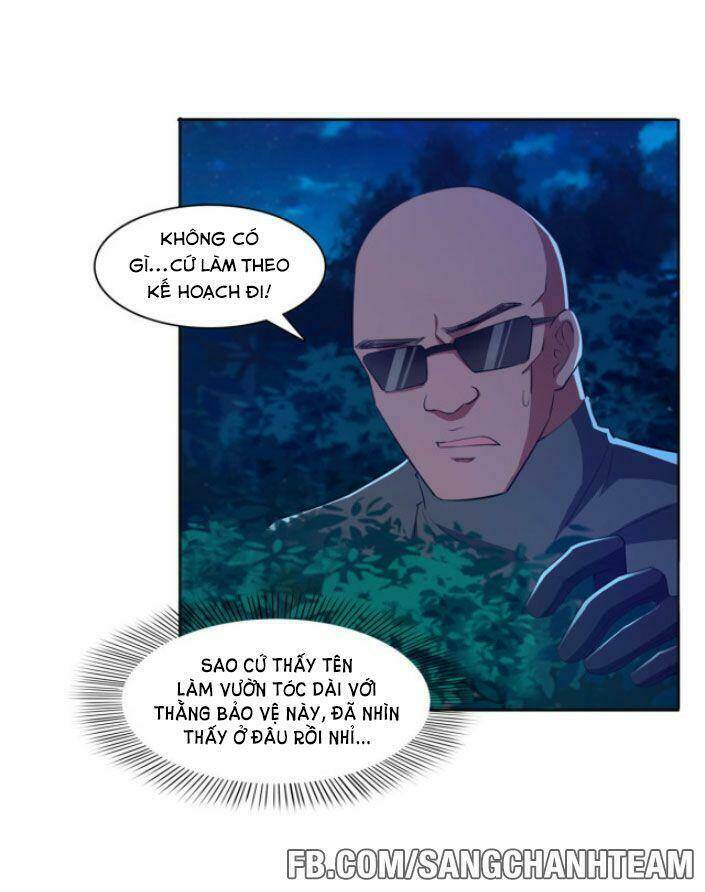 KHÔNG CÓ
GÌ...CỨ LÀM THEO
KẾ HOẠCH ĐI!
SAO CỨ THẤY TÊN
LÀM VƯỜN TÓC DÀI VỚI
THẰNG BẢO VỆ NÀY, ĐÃ NHÌN
THẤY Ở ĐÂU RỒI NHỈ...
FB.COM/SANGCHANHTEAM